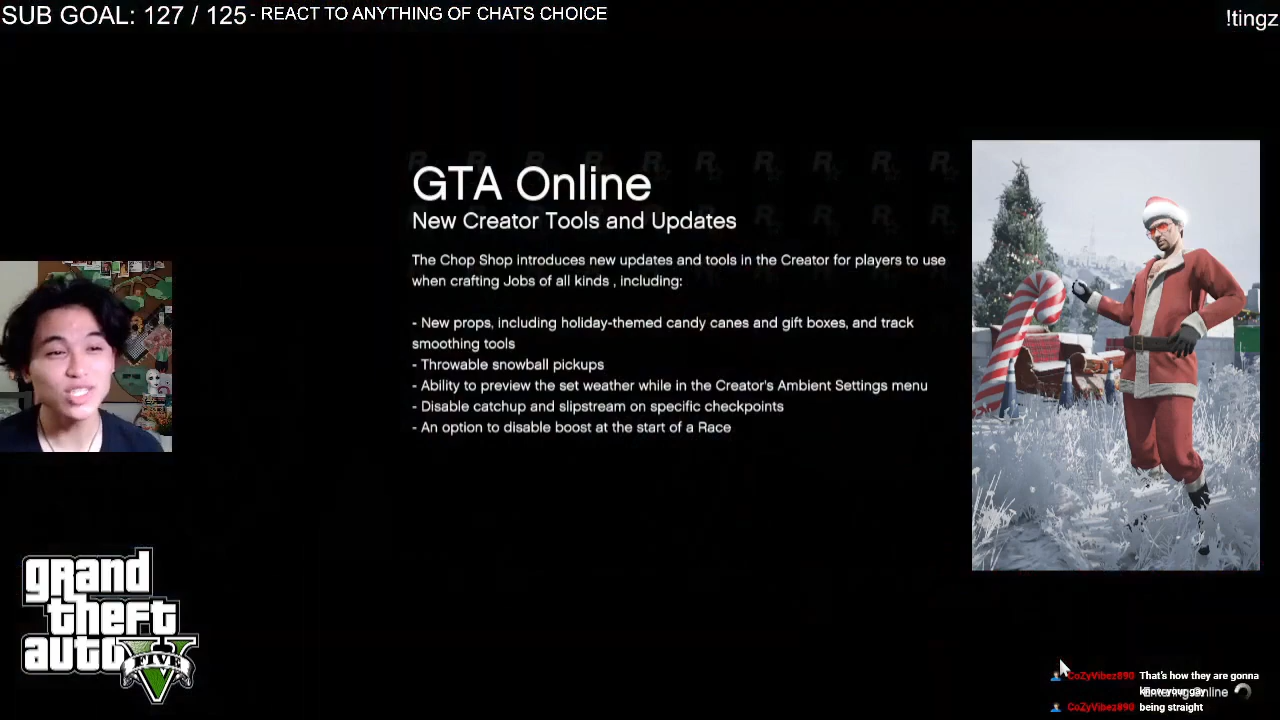 SUB GOAL: 127 / 125 - REACT TO ANYTHING OF CHATS CHOICE
!tingz
GTA Online
New Creator Tools and Updates
The Chop Shop introduces new updates and tools in the Creator for players to use
when crafting Jobs of all kinds , including:
- New props, including holiday-themed candy canes and gift boxes, and track
smoothing tools
- Throwable snowball pickups
- Ability to preview the set weather while in the Creator's Ambient Settings menu
- Disable catchup and slipstream on specific checkpoints
- An option to disable boost at the start of a Race
grand
theft
auto V
FIVE
CoZyVibez890 That's how they are gonna
Entering Online
CoZyVibez890 being straight